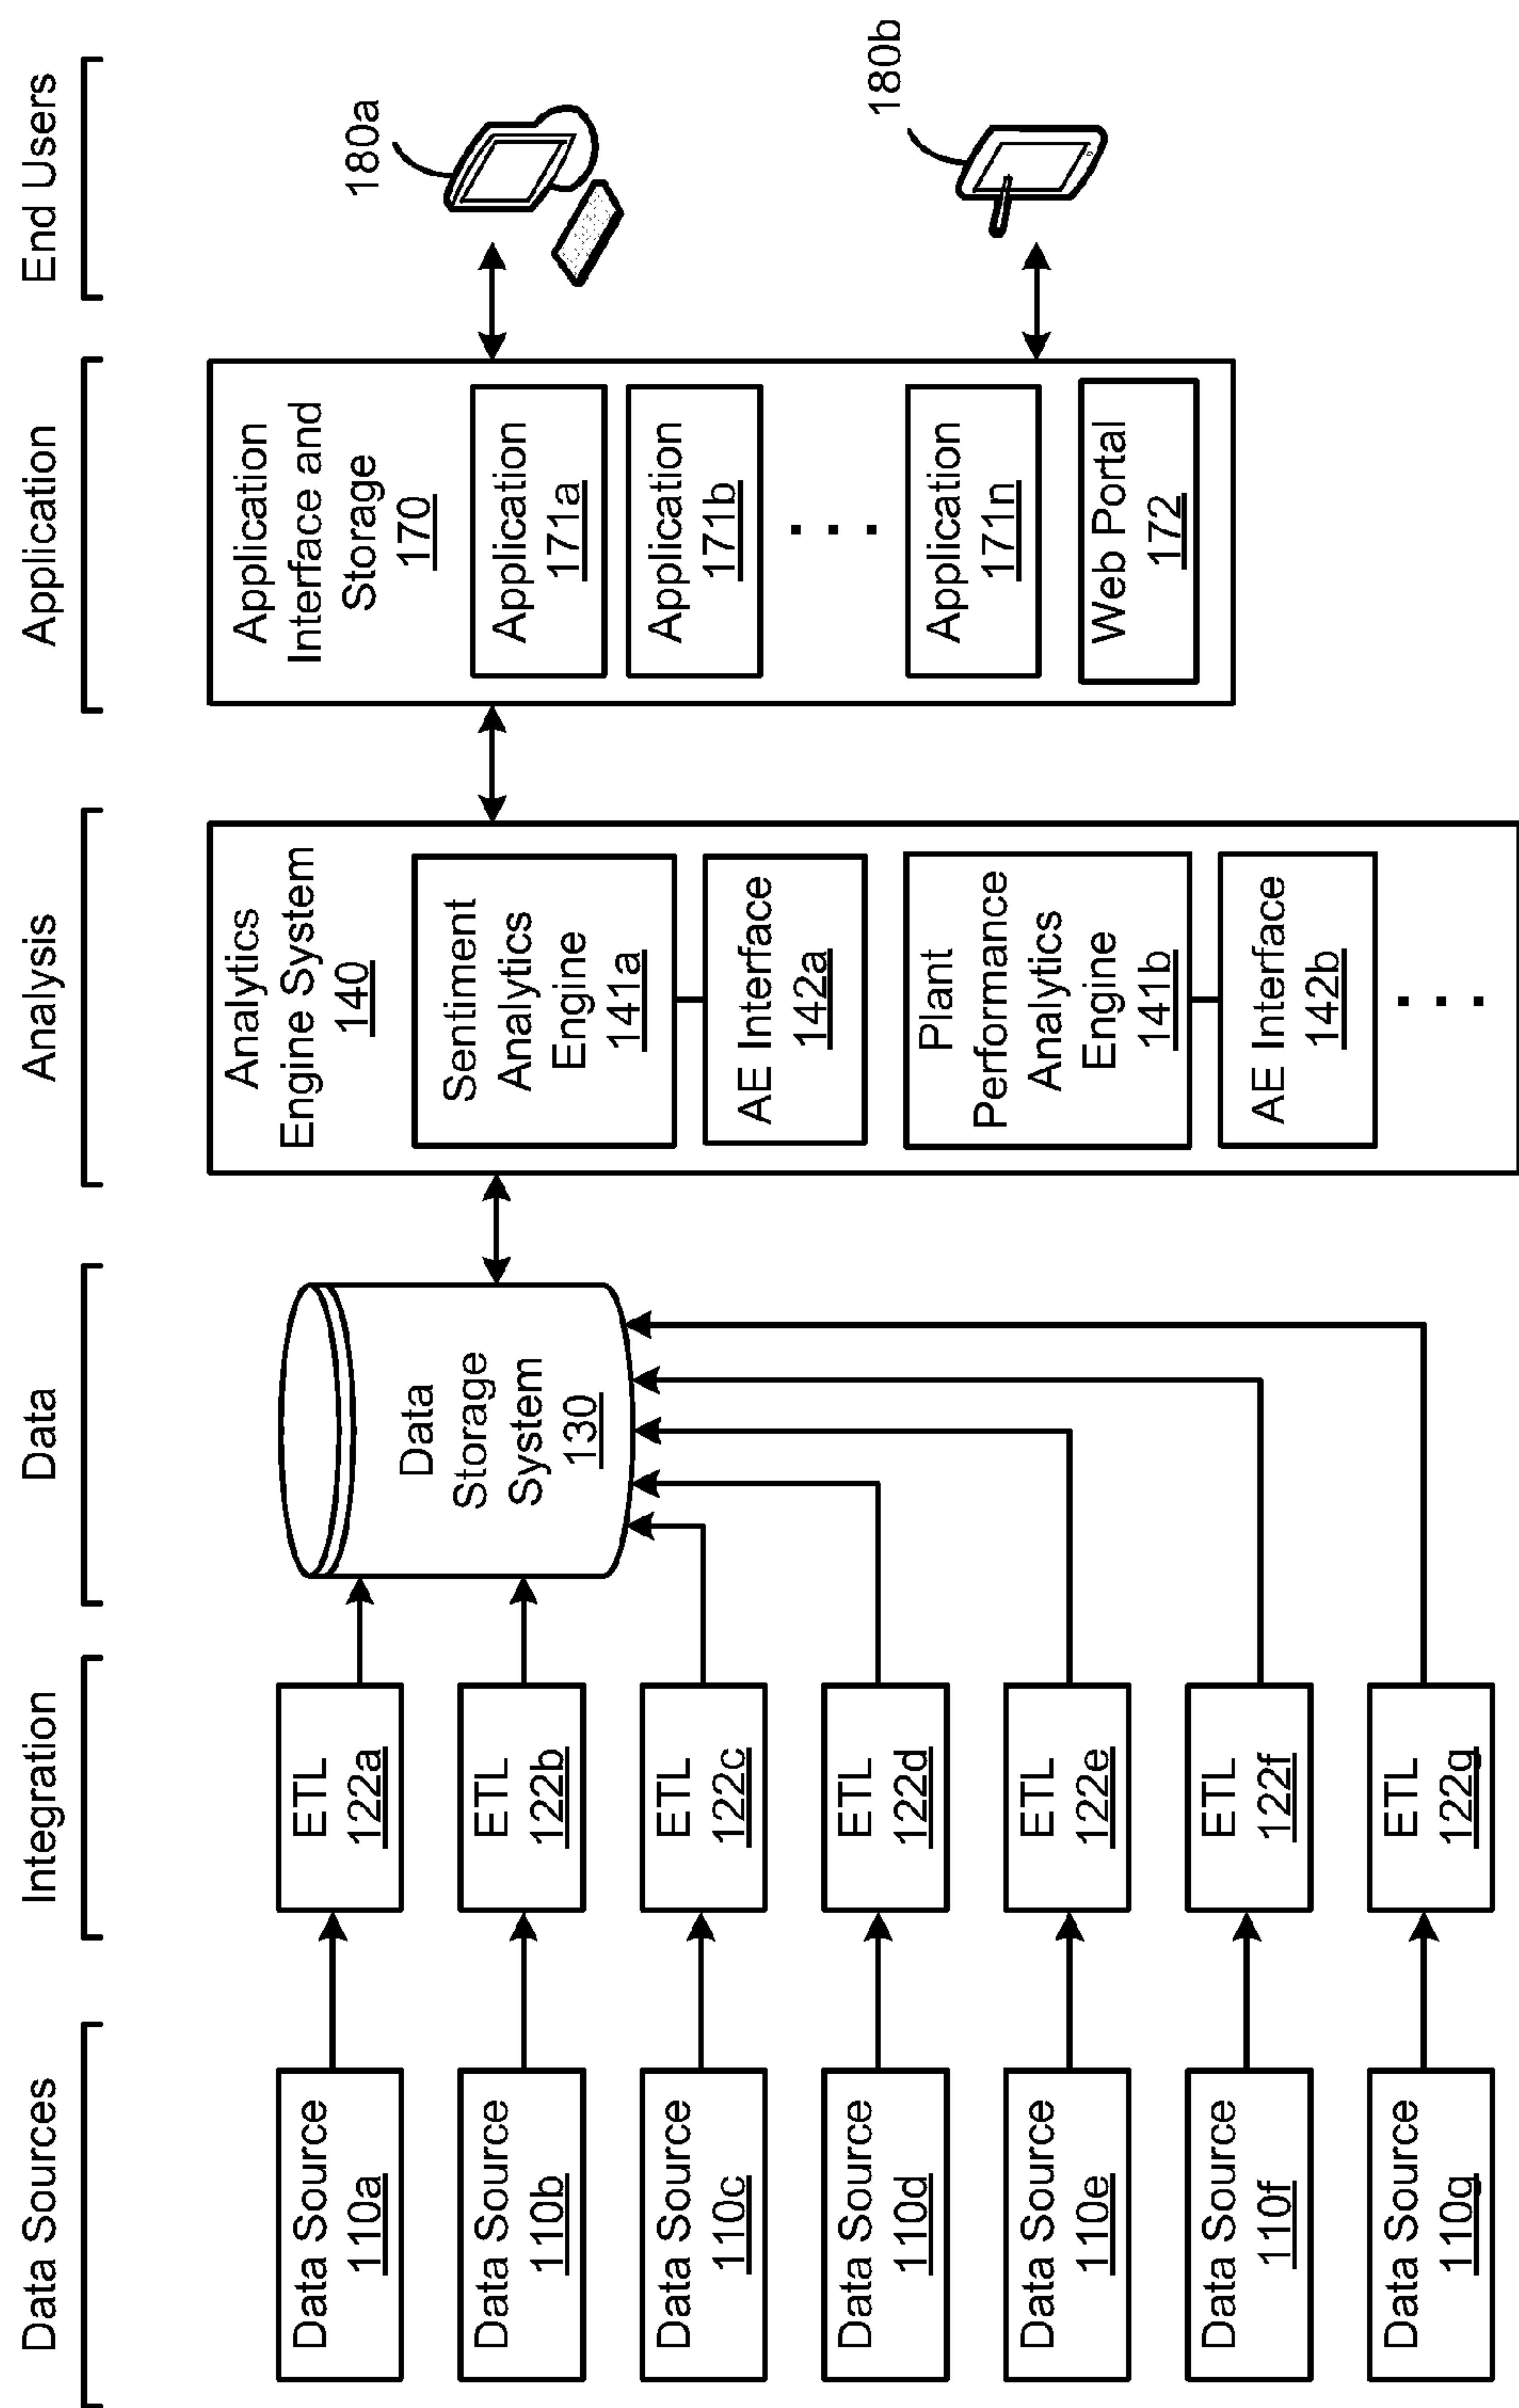 Data Sources
Integration
Data
Analysis
Application
End Users
Data Source
110a
Data Source
110b
Data Source
110c
Data Source
110d
Data Source
110e
Data Source
110f
Data Source
110g
ETL
122a
ETL
122b
ETL
122c
ETL
122d
ETL
122e
ETL
122f
ETL
122g
Data
Storage
System
130
Analytics
Engine System
140
Sentiment
Analytics
Engine
141a
AE Interface
142a
Plant
Performance
Analytics
Engine
141b
AE Interface
142b
Application
Interface and
Storage
170
Application
171a
Application
171b
Application
171n
Web Portal
172
180a
180b